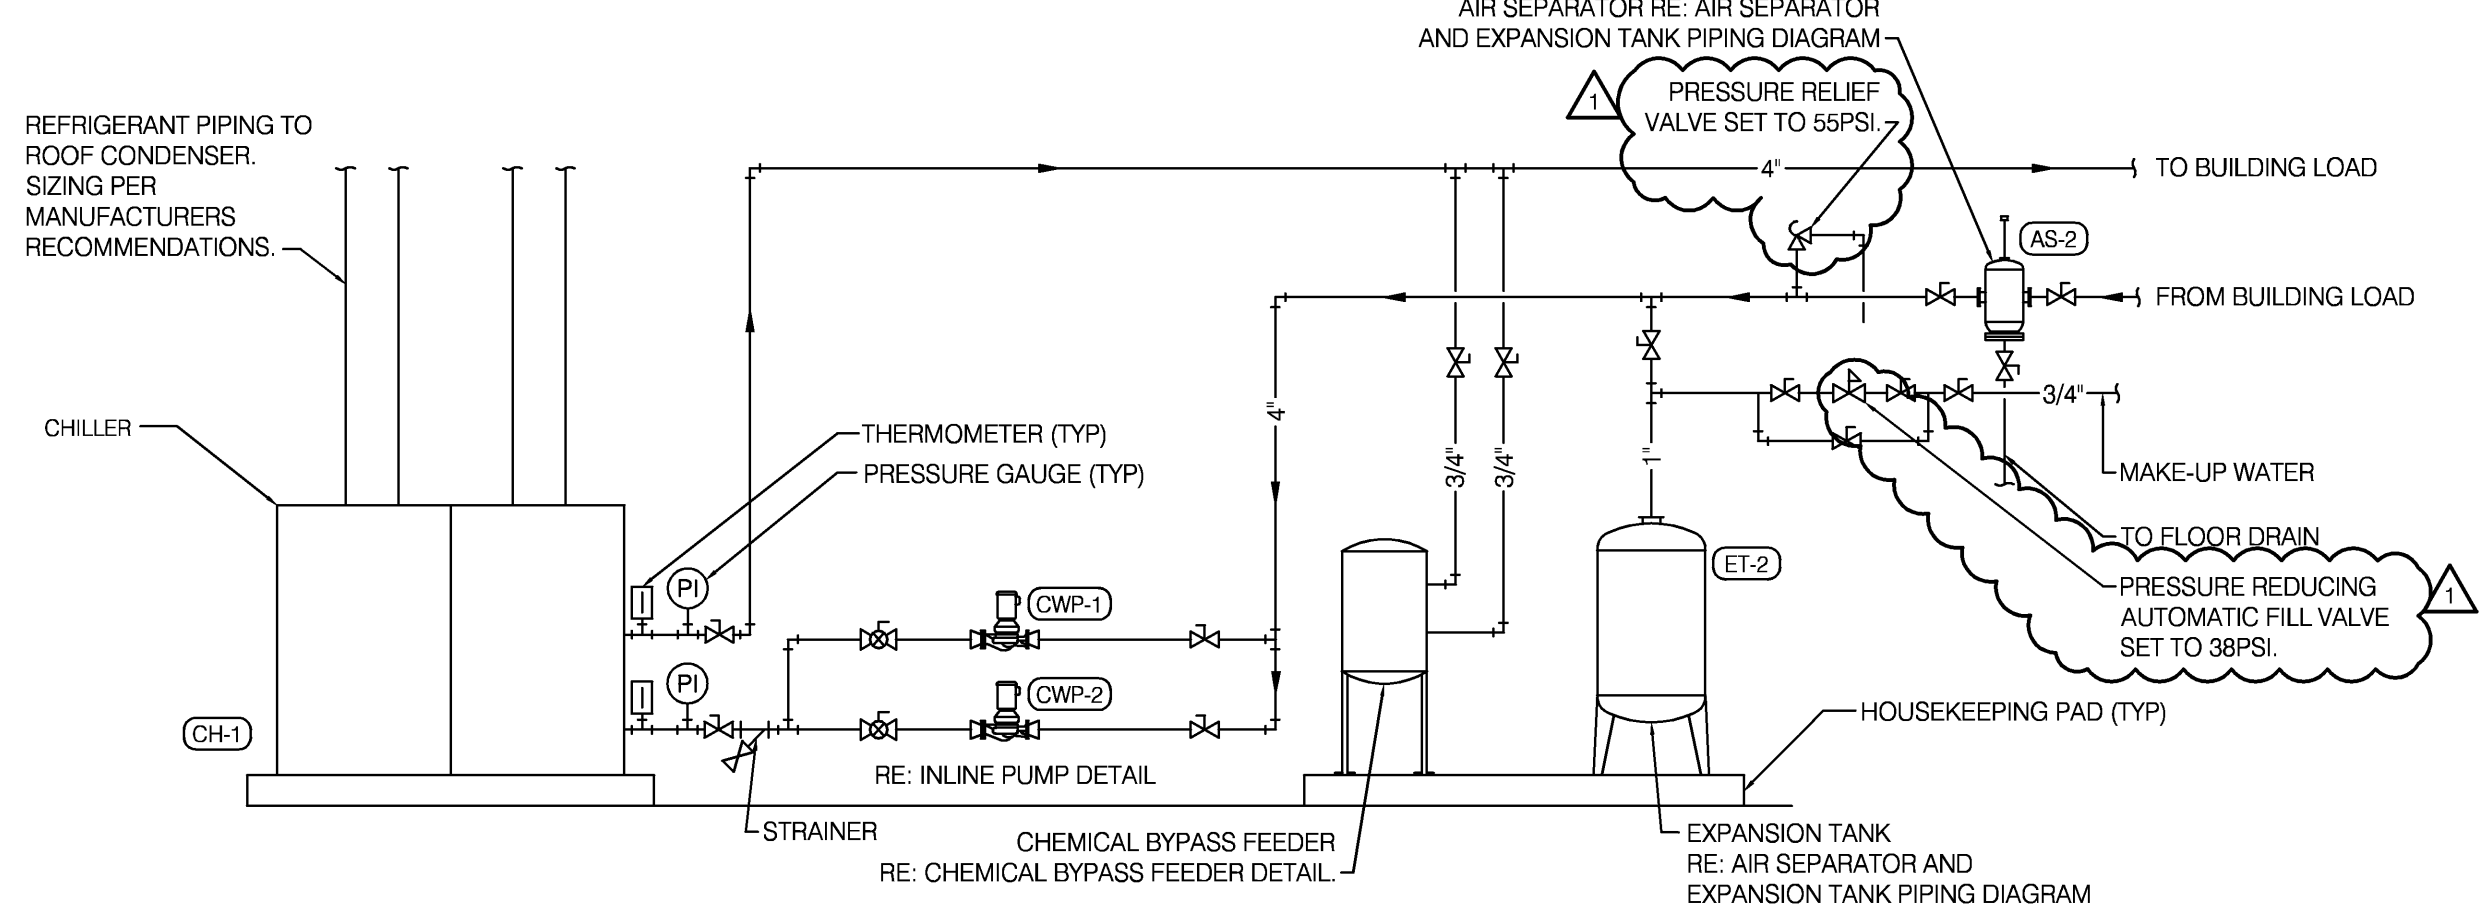 AIR SEPARATOR RE: AIR SEPARATOR
AND EXPANSION TANK PIPING DIAGRAM
1
PRESSURE RELIEF
VALVE SET TO 55PSI.
REFRIGERANT PIPING TO
ROOF CONDENSER.
SIZING PER
MANUFACTURERS
RECOMMENDATIONS.
4"
TO BUILDING LOAD
AS-2
FROM BUILDING LOAD
4"
3/4"
3/4"
1"
3/4"
MAKE-UP WATER
TO FLOOR DRAIN
CHILLER
THERMOMETER (TYP)
PRESSURE GAUGE (TYP)
PI
PI
CWP-1
CWP-2
ET-2
PRESSURE REDUCING
AUTOMATIC FILL VALVE
SET TO 38PSI.
1
CH-1
HOUSEKEEPING PAD (TYP)
RE: INLINE PUMP DETAIL
STRAINER
CHEMICAL BYPASS FEEDER
RE: CHEMICAL BYPASS FEEDER DETAIL.
EXPANSION TANK
RE: AIR SEPARATOR AND
EXPANSION TANK PIPING DIAGRAM